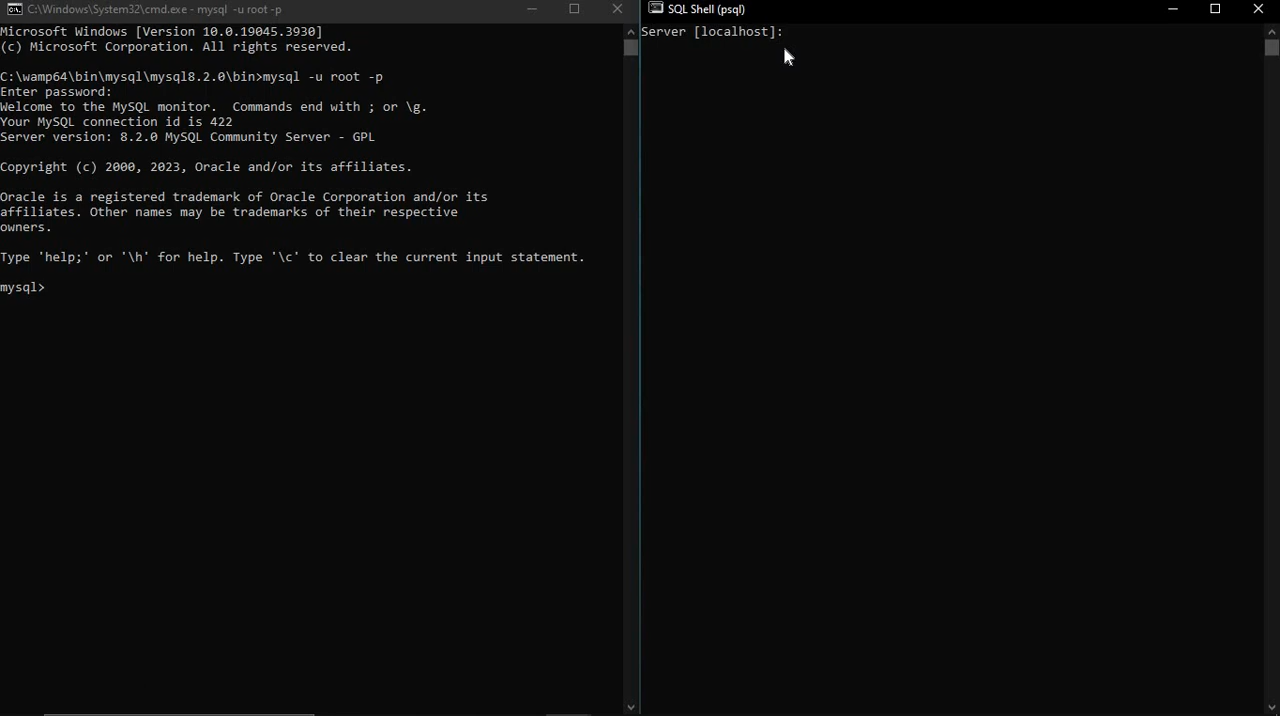 C:\Windows\System32\cmd.exe - mysql -u root -p
Microsoft Windows [Version 10.0.19045.3930]
(c) Microsoft Corporation. All rights reserved.
C:\wamp64\bin\mysql\mysql8.2.0\bin>mysql -u root -p
Enter password:
Welcome to the MySQL monitor.  Commands end with ; or \g.
Your MySQL connection id is 422
Server version: 8.2.0 MySQL Community Server - GPL
Copyright (c) 2000, 2023, Oracle and/or its affiliates.
Oracle is a registered trademark of Oracle Corporation and/or its
affiliates. Other names may be trademarks of their respective
owners.
Type 'help;' or '\h' for help. Type '\c' to clear the current input statement.
mysql>
SQL Shell (psql)
Server [localhost]: